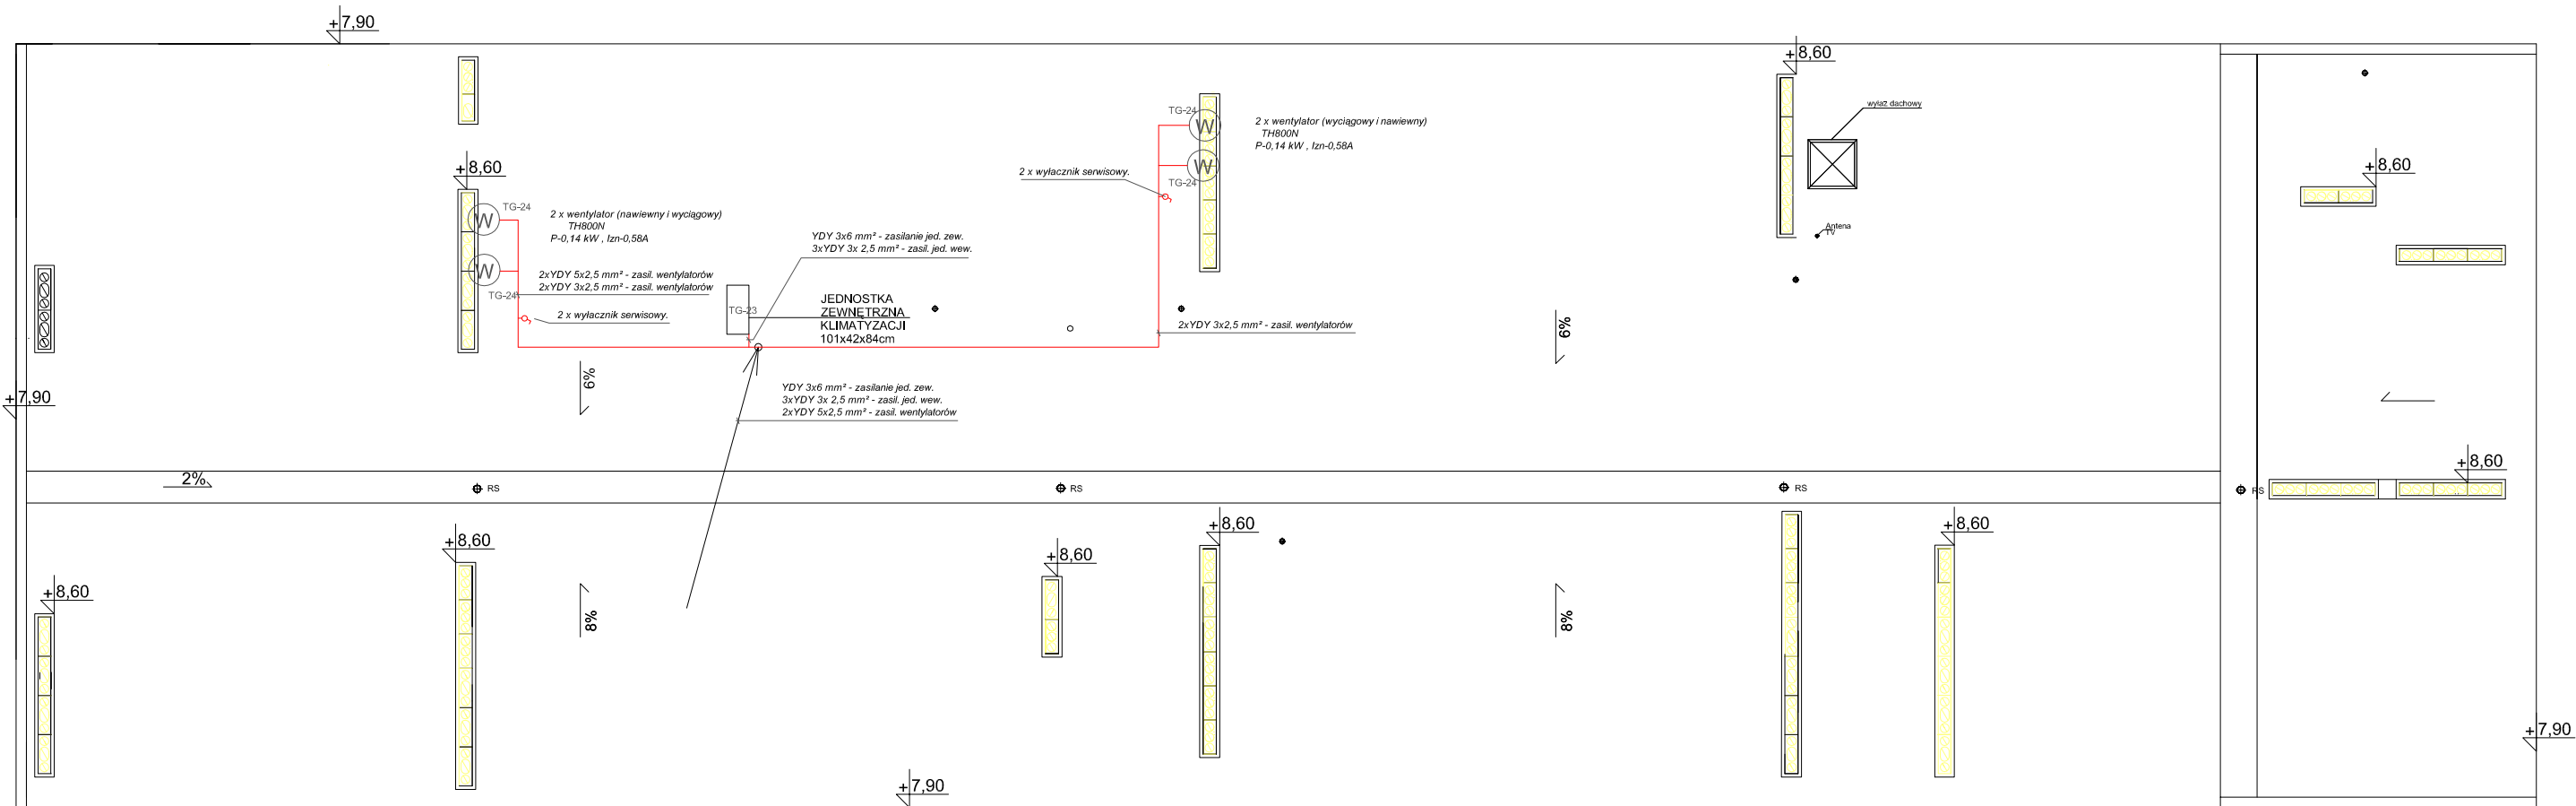 +7,90
+8,60
wyłaz dachowy
TG-24
2 x wentylator (wyciągowy i nawiewny)
TH800N
P-0,14 kW , Izn-0,58A
W
W
TG-24
2 x wyłacznik serwisowy.
+8,60
+8,60
TG-24
W
2 x wentylator (nawiewny i wyciągowy)
TH800N
P-0,14 kW , Izn-0,58A
Antena
TV
YDY 3x6 mm² - zasilanie jed. zew.
3xYDY 3x 2,5 mm² - zasil. jed. wew.
W
TG-24
2xYDY 5x2,5 mm² - zasil. wentylatorów
2xYDY 3x2,5 mm² - zasil. wentylatorów
2 x wyłacznik serwisowy.
TG-23
JEDNOSTKA
ZEWNĘTRZNA
KLIMATYZACJI
101x42x84cm
2xYDY 3x2,5 mm² - zasil. wentylatorów
6%
6%
+7,90
YDY 3x6 mm² - zasilanie jed. zew.
3xYDY 3x 2,5 mm² - zasil. jed. wew.
2xYDY 5x2,5 mm² - zasil. wentylatorów
+8,60
2%
RS
RS
RS
RS
+8,60
+8,60
+8,60
+8,60
+8,60
8%
8%
+7,90
+7,90